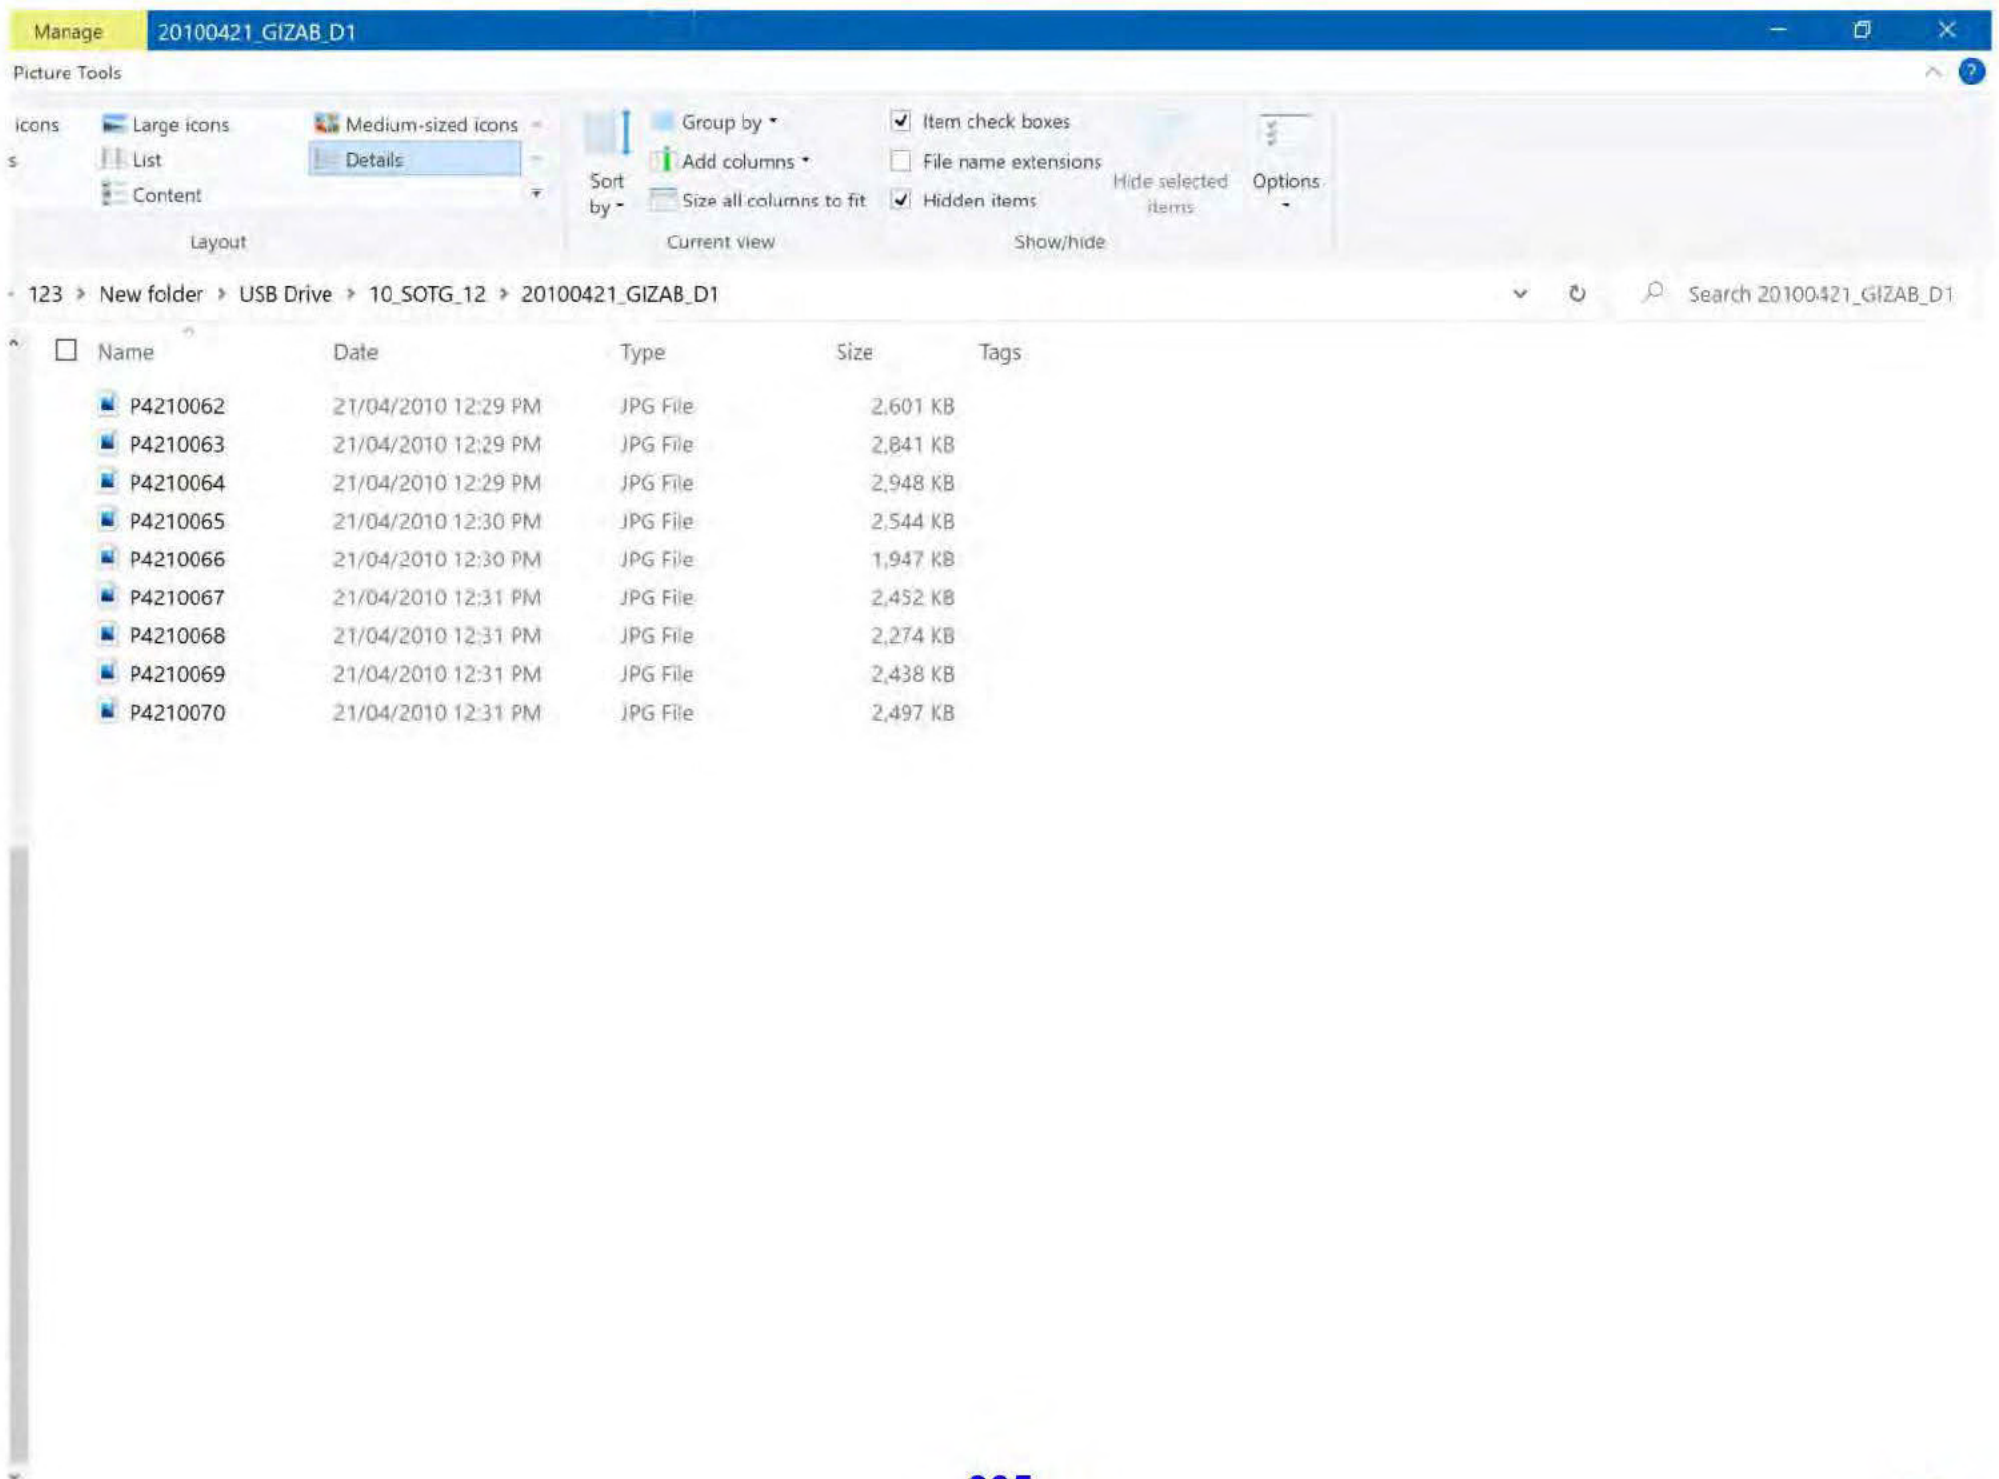 Manage 20100421_GIZAB_D1
Picture Tools
icons Large icons Medium-sized icons Group by Item check boxes
s List Details Add columns File name extensions
Content Sort by Size all columns to fit Hidden items Hide selected items Options
Layout Current view Show/hide
123 > New folder > USB Drive > 10_SOTG_12 > 20100421_GIZAB_D1 Search 20100421_GIZAB_D1
Name Date Type Size Tags
P4210062 21/04/2010 12:29 PM JPG File 2,601 KB
P4210063 21/04/2010 12:29 PM JPG File 2,841 KB
P4210064 21/04/2010 12:29 PM JPG File 2,948 KB
P4210065 21/04/2010 12:30 PM JPG File 2,544 KB
P4210066 21/04/2010 12:30 PM JPG File 1,947 KB
P4210067 21/04/2010 12:31 PM JPG File 2,452 KB
P4210068 21/04/2010 12:31 PM JPG File 2,274 KB
P4210069 21/04/2010 12:31 PM JPG File 2,438 KB
P4210070 21/04/2010 12:31 PM JPG File 2,497 KB